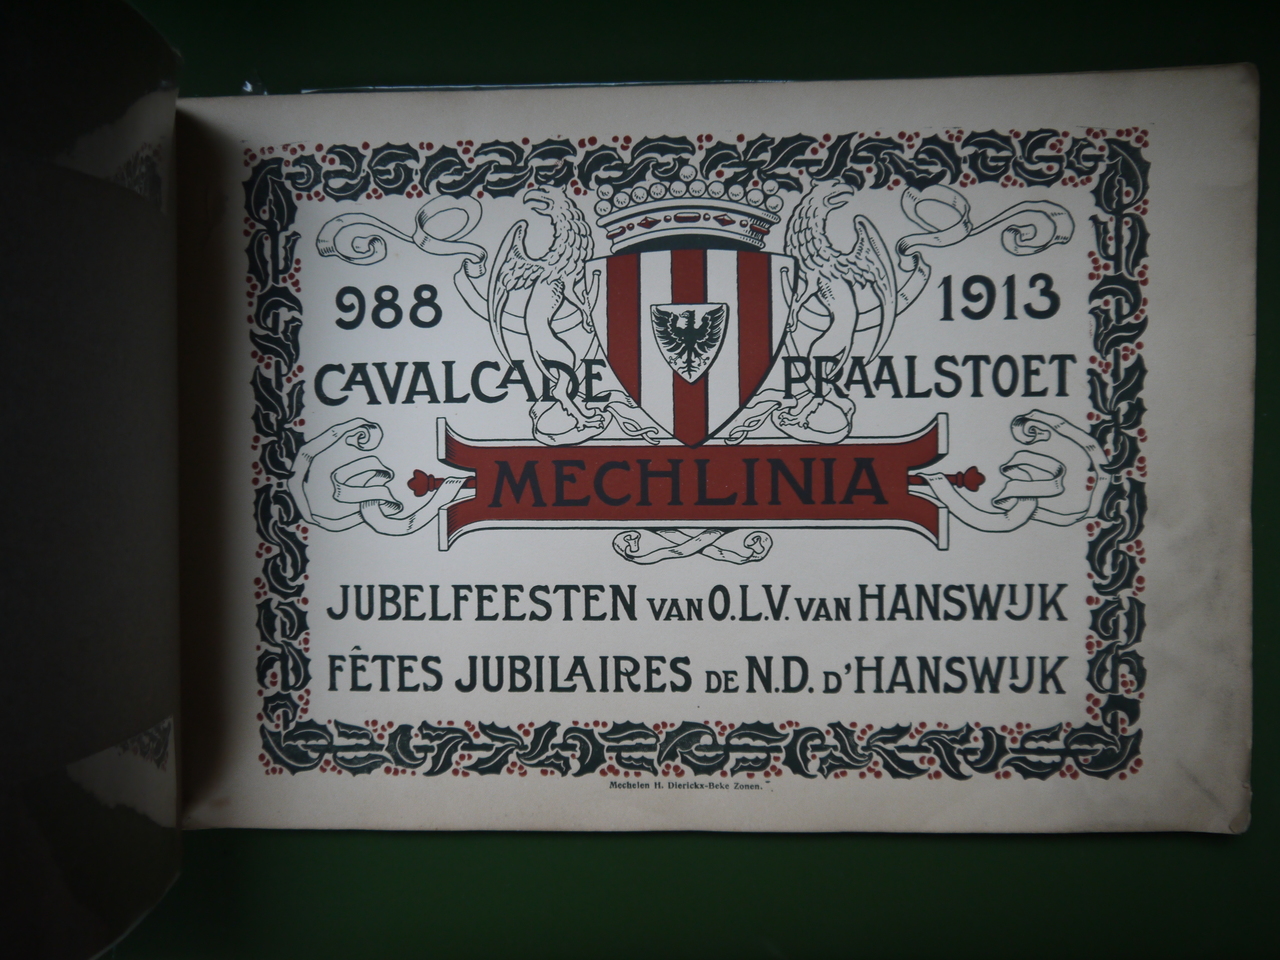 988 1913
CAVALCADE PRAALSTOET
MECHLINIA
JUBELFEESTEN VAN O.L.V. VAN HANSWIJK
FÊTES JUBILAIRES DE N.D. D'HANSWIJK
Mechelen H. Dierickx-Beke Zonen.